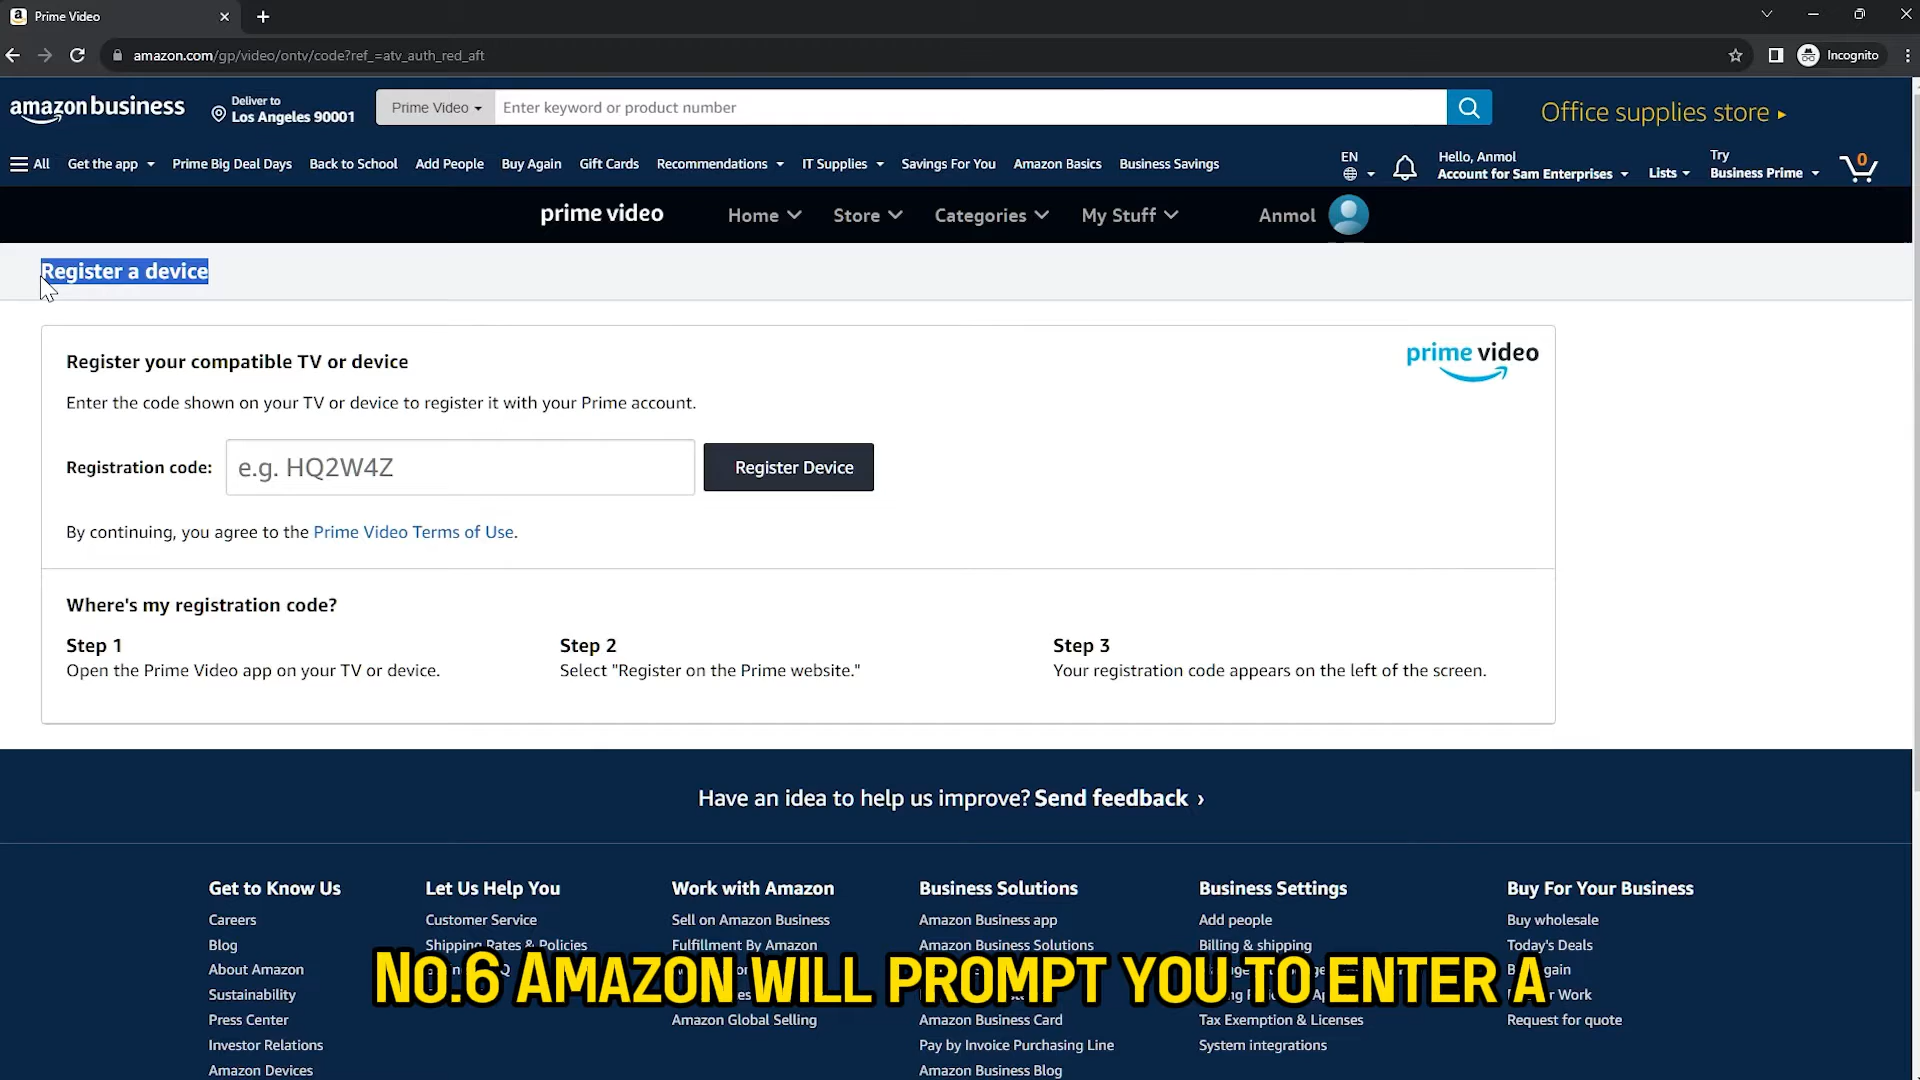 Prime Video
amazon.com/gp/video/ontv/code?ref_=atv_auth_red_aft
Incognito
amazon business
Deliver to
Los Angeles 90001
Prime Video
Enter keyword or product number
Office supplies store ▸
All
Get the app
Prime Big Deal Days
Back to School
Add People
Buy Again
Gift Cards
Recommendations
IT Supplies
Savings For You
Amazon Basics
Business Savings
EN
Hello, Anmol
Account for Sam Enterprises
Lists
Try
Business Prime
0
prime video
Home
Store
Categories
My Stuff
Anmol
Register a device
Register your compatible TV or device
prime video
Enter the code shown on your TV or device to register it with your Prime account.
Registration code:
e.g. HQ2W4Z
Register Device
By continuing, you agree to the Prime Video Terms of Use.
Where's my registration code?
Step 1
Open the Prime Video app on your TV or device.
Step 2
Select "Register on the Prime website."
Step 3
Your registration code appears on the left of the screen.
Have an idea to help us improve? Send feedback ›
Get to Know Us
Careers
Blog
About Amazon
Sustainability
Press Center
Investor Relations
Amazon Devices
Let Us Help You
Customer Service
Shipping Rates & Policies
Work with Amazon
Sell on Amazon Business
Fulfillment By Amazon
Amazon Global Selling
Business Solutions
Amazon Business app
Amazon Business Solutions
Amazon Business Card
Pay by Invoice Purchasing Line
Amazon Business Blog
Business Settings
Add people
Billing & shipping
Tax Exemption & Licenses
System integrations
Buy For Your Business
Buy wholesale
Today's Deals
Request for quote
NO.6 AMAZON WILL PROMPT YOU TO ENTER A